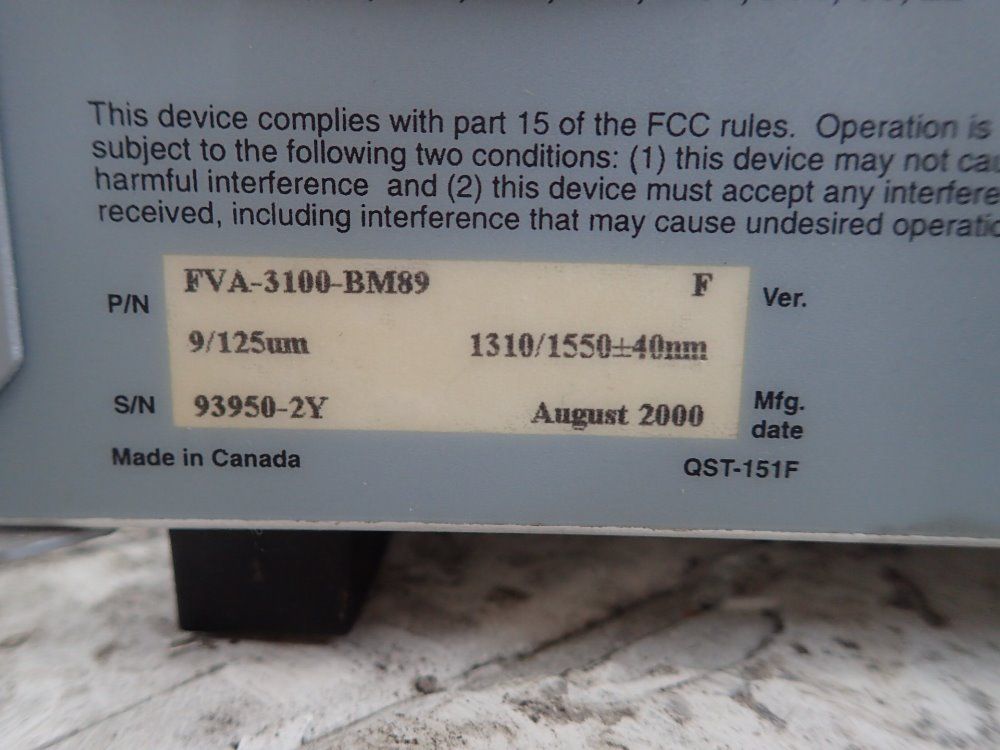 This device complies with part 15 of the FCC rules. Operation is
subject to the following two conditions: (1) this device may not
harmful interference and (2) this device must accept any
received, including interference that may cause undesired
P/N FVA-3100-BM89 F Ver.
9/125um 1310/1550±40nm
S/N 93950-2Y August 2000 Mfg. date
Made in Canada QST-151F